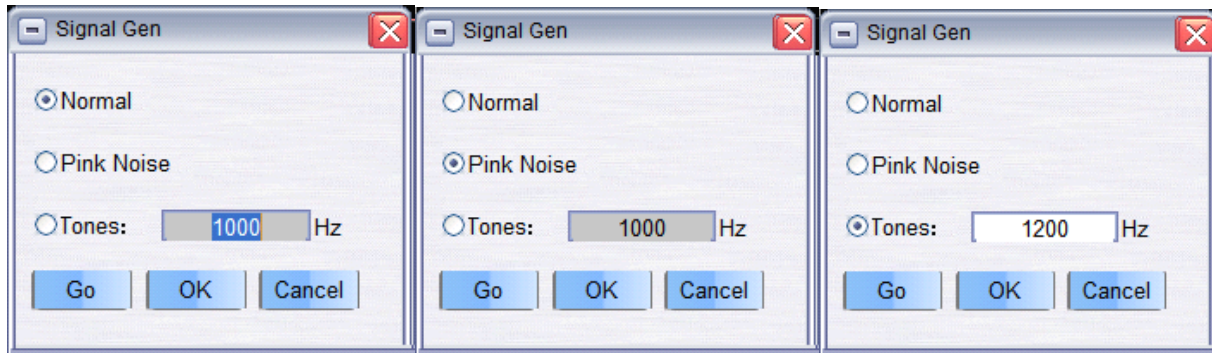 Signal Gen
Normal
Pink Noise
Tones: 1000 Hz
Go OK Cancel
Signal Gen
Normal
Pink Noise
Tones: 1000 Hz
Go OK Cancel
Signal Gen
Normal
Pink Noise
Tones: 1200 Hz
Go OK Cancel